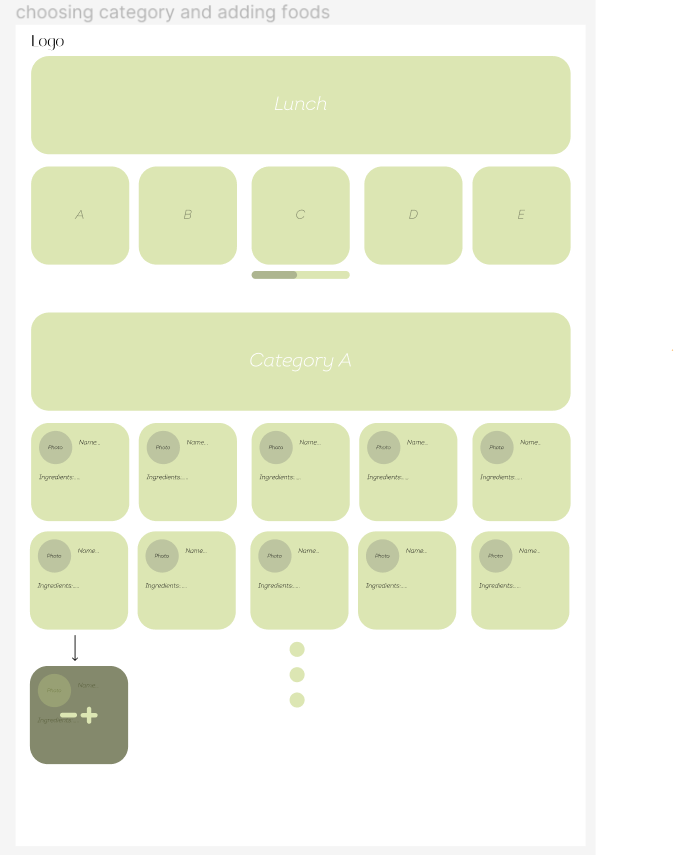 choosing category and adding foods
Logo
Lunch
A B C D E
Category A
Photo Name.. Photo Name.. Photo Name.. Photo Name.. Photo Name..
Ingredients:.... Ingredients:.... Ingredients:.... Ingredients:.... Ingredients:....
Photo Name.. Photo Name.. Photo Name.. Photo Name.. Photo Name..
Ingredients:.... Ingredients:.... Ingredients:.... Ingredients:.... Ingredients:....
Photo Name..
Ingredients:....
-+